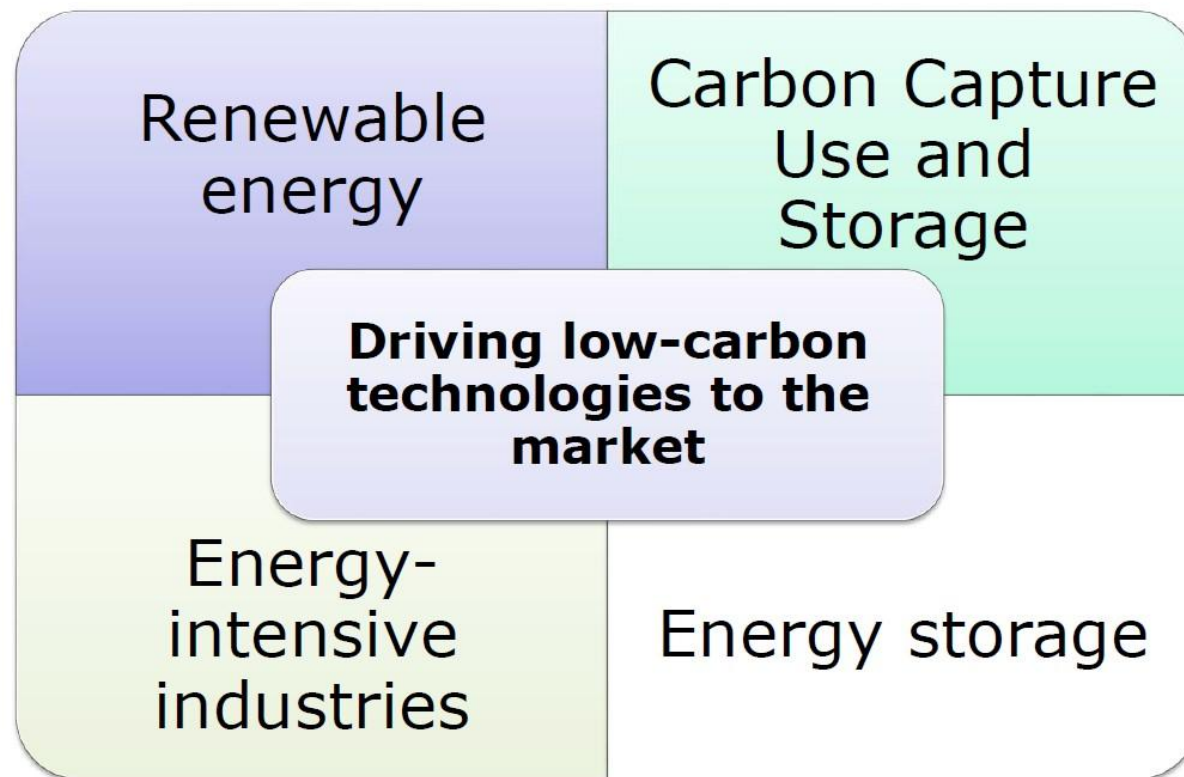 Renewable
energy
Carbon Capture
Use and
Storage
Driving low-carbon
technologies to the
market
Energy-
intensive
industries
Energy storage